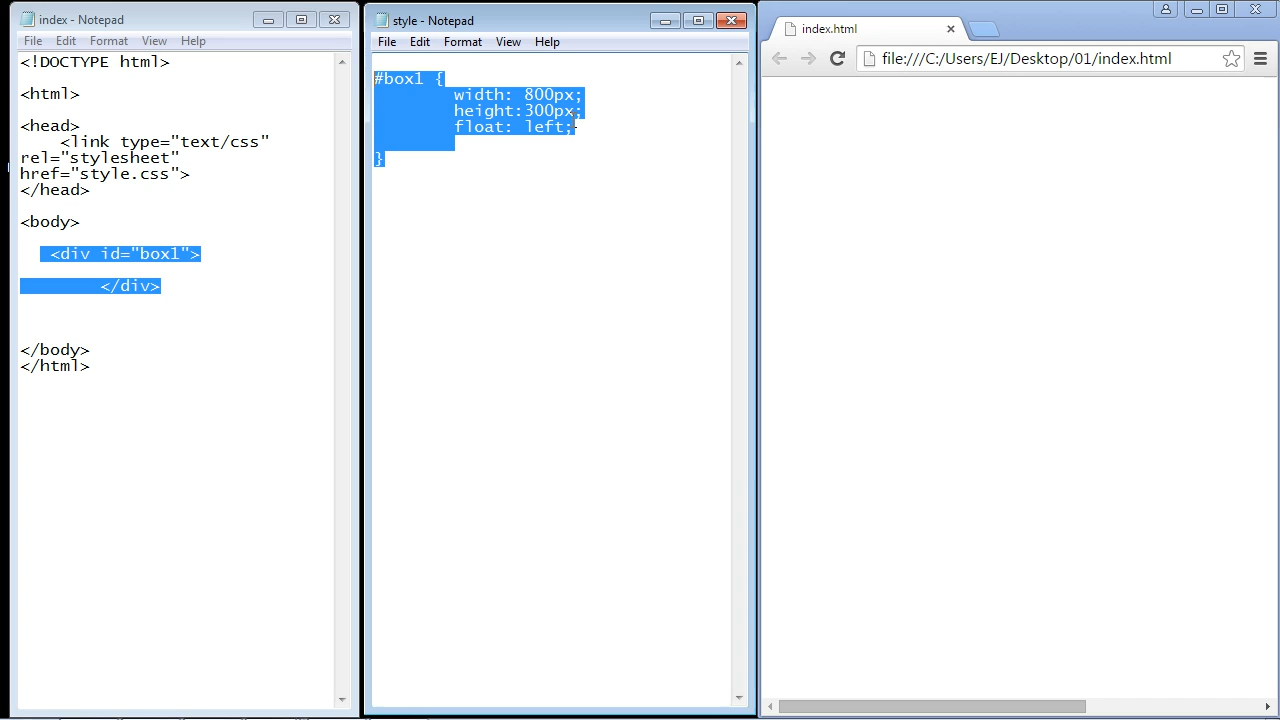 index - Notepad
File Edit Format View Help
<!DOCTYPE html>
<html>
<head>
<link type="text/css"
rel="stylesheet"
href="style.css">
</head>
<body>
<div id="box1">
</div>
</body>
</html>
style - Notepad
File Edit Format View Help
#box1 {
width: 800px;
height:300px;
float: left;
}
index.html
file:///C:/Users/EJ/Desktop/01/index.html